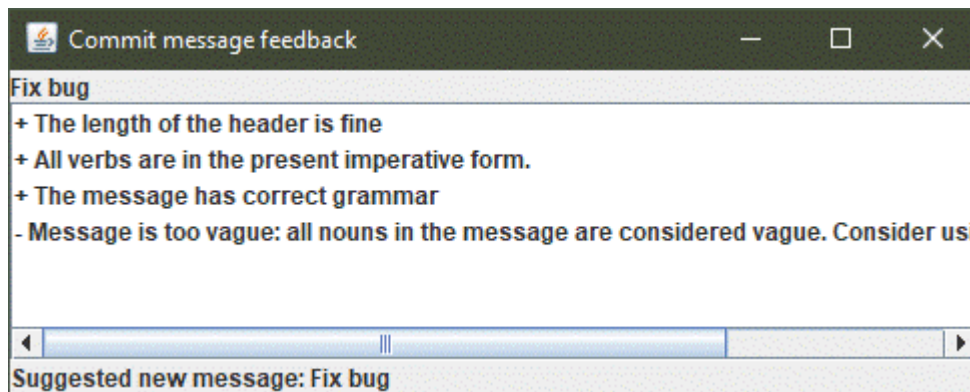 Commit message feedback
Fix bug
+ The length of the header is fine
+ All verbs are in the present imperative form.
+ The message has correct grammar
- Message is too vague: all nouns in the message are considered vague. Consider
Suggested new message: Fix bug